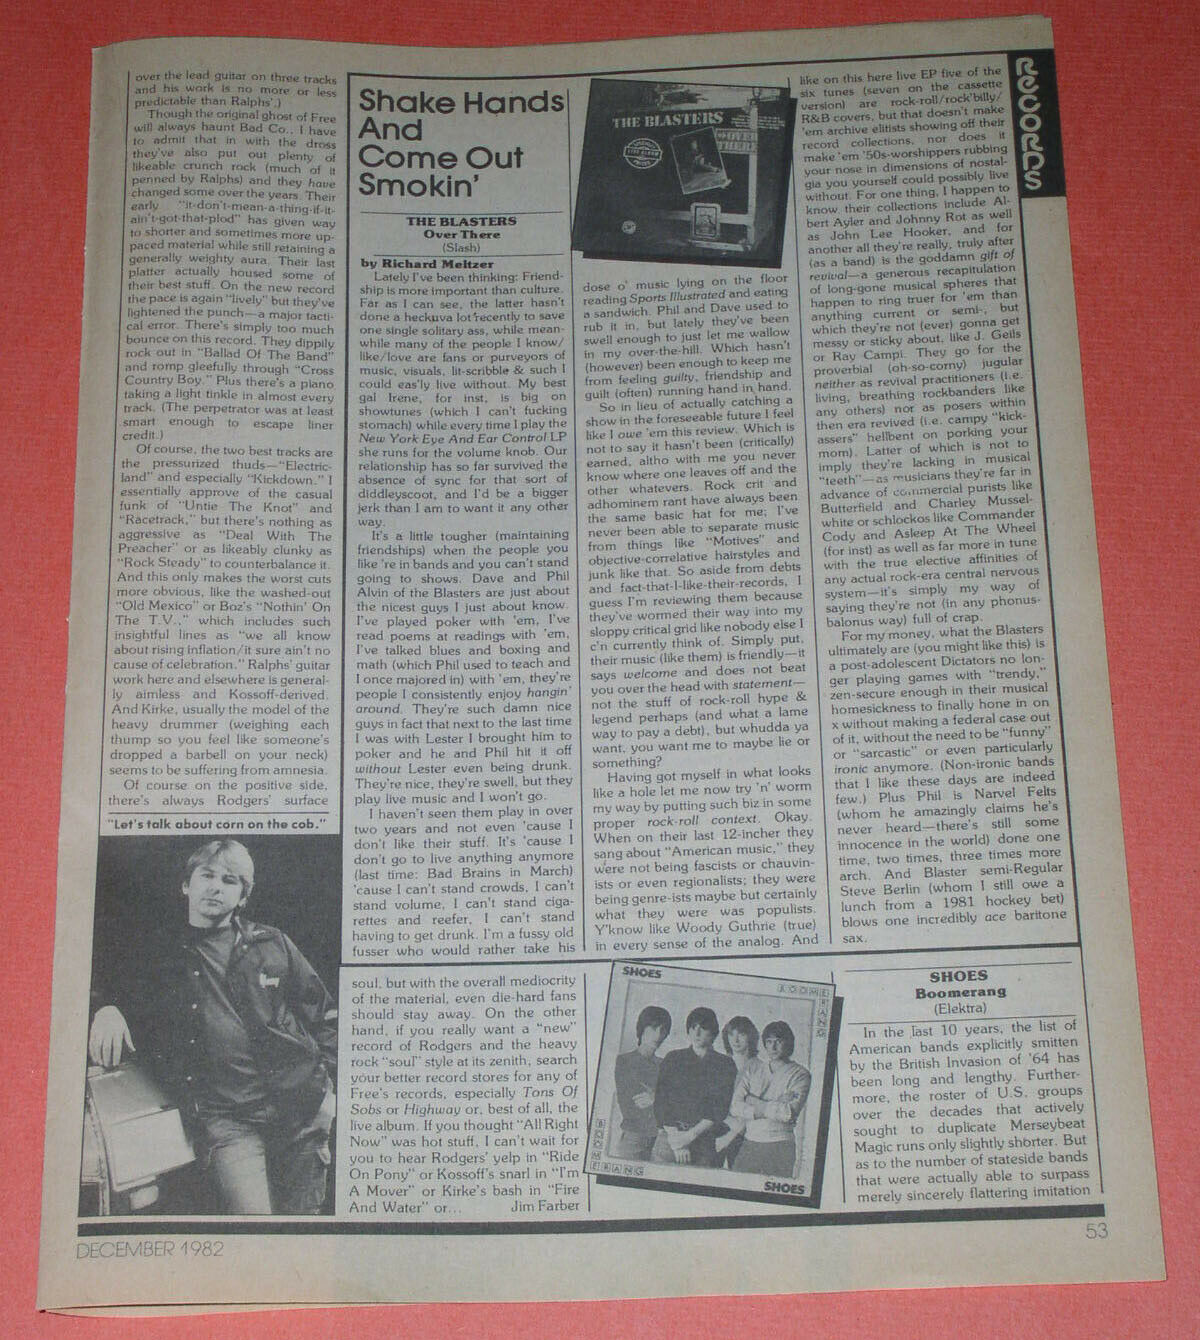 RECORDS
over the lead guitar on three tracks
and his work is no more or less
predictable than Ralphs'.)
Though the original ghost of Free
will always haunt Bad Co., I have
to admit that in with the dross
they've also put out plenty of
likeable crunch rock (much of it
penned by Ralphs) and they have
changed some over the years. Their
early "it-don't-mean-a-thing-if-it-
ain't-got-that-plod" has given way
to shorter and sometimes more up-
paced material while still retaining a
generally weighty aura. Their last
platter actually housed some of
their best stuff. On the new record
the pace is again "lively" but they've
lightened the punch—a major tacti-
cal error. There's simply too much
bounce on this record. They dippily
rock out in "Ballad Of The Band"
and romp gleefully through "Cross
Country Boy." Plus there's a piano
taking a light tinkle in almost every
track. (The perpetrator was at least
smart enough to escape liner
credit.)
Of course, the two best tracks are
the pressurized thuds—"Electric-
land" and especially "Kickdown." I
essentially approve of the casual
funk of "Untie The Knot" and
"Racetrack," but there's nothing as
aggressive as "Deal With The
Preacher" or as likeably clunky as
"Rock Steady" to counterbalance it.
And this only makes the worst cuts
more obvious, like the washed-out
"Old Mexico" or Boz's "Nothin' On
The T.V.," which includes such
insightful lines as "we all know
about rising inflation/it sure ain't no
cause of celebration." Ralphs' guitar
work here and elsewhere is general-
ly aimless and Kossoff-derived.
And Kirke, usually the model of the
heavy drummer (weighing each
thump so you feel like someone's
dropped a barbell on your neck)
seems to be suffering from amnesia.
Of course on the positive side,
there's always Rodgers' surface
"Let's talk about corn on the cob."
soul, but with the overall mediocrity
of the material, even die-hard fans
should stay away. On the other
hand, if you really want a "new"
record of Rodgers and the heavy
rock "soul" style at its zenith, search
your better record stores for any of
Free's records, especially Tons Of
Sobs or Highway or, best of all, the
live album. If you thought "All Right
Now" was hot stuff, I can't wait for
you to hear Rodgers' yelp in "Ride
On Pony" or Kossoff's snarl in "I'm
A Mover" or Kirke's bash in "Fire
And Water" or... Jim Farber
Shake Hands
And
Come Out
Smokin'
THE BLASTERS
Over There
(Slash)
by Richard Meltzer
Lately I've been thinking: Friend-
ship is more important than culture.
Far as I can see, the latter hasn't
done a heckuva lot recently to save
one single solitary ass, while mean-
while many of the people I know/
like/love are fans or purveyors of
music, visuals, lit-scribble & such I
could eas'ly live without. My best
gal Irene, for inst, is big on
showtunes (which I can't fucking
stomach) while every time I play the
New York Eye And Ear Control LP
she runs for the volume knob. Our
relationship has so far survived the
absence of sync for that sort of
diddleyscoot, and I'd be a bigger
jerk than I am to want it any other
way.
It's a little tougher (maintaining
friendships) when the people you
like 're in bands and you can't stand
going to shows. Dave and Phil
Alvin of the Blasters are just about
the nicest guys I just about know.
I've played poker with 'em, I've
read poems at readings with 'em,
I've talked blues and boxing and
math (which Phil used to teach and
I once majored in) with 'em, they're
people I consistently enjoy hangin'
around. They're such damn nice
guys in fact that next to the last time
I was with Lester I brought him to
poker and he and Phil hit it off
without Lester even being drunk.
They're nice, they're swell, but they
play live music and I won't go.
I haven't seen them play in over
two years and not even 'cause I
don't like their stuff. It's 'cause I
don't go to live anything anymore
(last time: Bad Brains in March)
'cause I can't stand crowds, I can't
stand volume, I can't stand ciga-
rettes and reefer, I can't stand
having to get drunk. I'm a fussy old
fusser who would rather take his
THE BLASTERS
OVER THERE
dose o' music lying on the floor
reading Sports Illustrated and eating
a sandwich. Phil and Dave used to
rub it in, but lately they've been
swell enough to just let me wallow
in my over-the-hill. Which hasn't
(however) been enough to keep me
from feeling guilty, friendship and
guilt (often) running hand in hand.
So in lieu of actually catching a
show in the foreseeable future I feel
like I owe 'em this review. Which is
not to say it hasn't been (critically)
earned, altho with me you never
know where one leaves off and the
other whatevers. Rock crit and
adhominem rant have always been
the same basic hat for me; I've
never been able to separate music
from things like "Motives" and
objective-correlative hairstyles and
junk like that. So aside from debts
and fact-that-I-like-their-records, I
guess I'm reviewing them because
they've wormed their way into my
sloppy critical grid like nobody else I
c'n currently think of. Simply put,
their music (like them) is friendly—it
says welcome and does not beat
you over the head with statement—
not the stuff of rock-roll hype &
legend perhaps (and what a lame
way to pay a debt), but whudda ya
want, you want me to maybe lie or
something?
Having got myself in what looks
like a hole let me now try 'n' worm
my way by putting such biz in some
proper rock-roll context. Okay.
When on their last 12-incher they
sang about "American music," they
were not being fascists or chauvin-
ists or even regionalists; they were
being genre-ists maybe but certainly
what they were was populists.
Y'know like Woody Guthrie (true)
in every sense of the analog. And
like on this here live EP five of the
six tunes (seven on the cassette
version) are rock-roll/rock'billy/
R&B covers, but that doesn't make
'em archive elitists showing off their
record collections, nor does it
make 'em '50s-worshippers rubbing
your nose in dimensions of nostal-
gia you yourself could possibly live
without. For one thing, I happen to
know their collections include Al-
bert Ayler and Johnny Rot as well
as John Lee Hooker, and for
another all they're really, truly after
(as a band) is the goddamn gift of
revival—a generous recapitulation
of long-gone musical spheres that
happen to ring truer for 'em than
anything current or semi-, but
which they're not (ever) gonna get
messy or sticky about, like J. Geils
or Ray Campi. They go for the
proverbial (oh-so-corny) jugular
neither as revival practitioners (i.e.
living, breathing rockbanders like
any others) nor as posers within
then era revived (i.e. campy "kick-
assers" hellbent on porking your
mom). Latter of which is not to
imply they're lacking in musical
"teeth"—as musicians they're far in
advance of commercial purists like
Butterfield and Charley Mussel-
white or schlockos like Commander
Cody and Asleep At The Wheel
(for inst) as well as far more in tune
with the true elective affinities of
any actual rock-era central nervous
system—it's simply my way of
saying they're not (in any phonus-
balonus way) full of crap.
For my money, what the Blasters
ultimately are (you might like this) is
a post-adolescent Dictators no lon-
ger playing games with "trendy,"
zen-secure enough in their musical
homesickness to finally hone in on
x without making a federal case out
of it, without the need to be "funny"
or "sarcastic" or even particularly
ironic anymore. (Non-ironic bands
that I like these days are indeed
few.) Plus Phil is Narvel Felts
(whom he amazingly claims he's
never heard—there's still some
innocence in the world) done one
time, two times, three times more
arch. And Blaster semi-Regular
Steve Berlin (whom I still owe a
lunch from a 1981 hockey bet)
blows one incredibly ace baritone
sax.
SHOES
BOOMERANG
BOOMERANG
SHOES
SHOES
Boomerang
(Elektra)
In the last 10 years, the list of
American bands explicitly smitten
by the British Invasion of '64 has
been long and lengthy. Further-
more, the roster of U.S. groups
over the decades that actively
sought to duplicate Merseybeat
Magic runs only slightly shorter. But
as to the number of stateside bands
that were actually able to surpass
merely sincerely flattering imitation
DECEMBER 1982
53